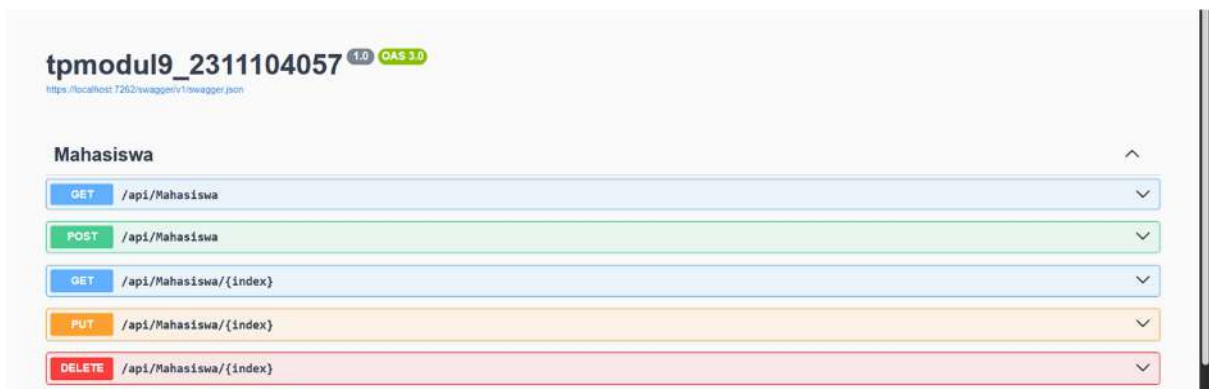 tpmodul9_2311104057 1.0 OAS 3.0
https://localhost:7262/swagger/v1/swagger.json
Mahasiswa
GET /api/Mahasiswa
POST /api/Mahasiswa
GET /api/Mahasiswa/{index}
PUT /api/Mahasiswa/{index}
DELETE /api/Mahasiswa/{index}